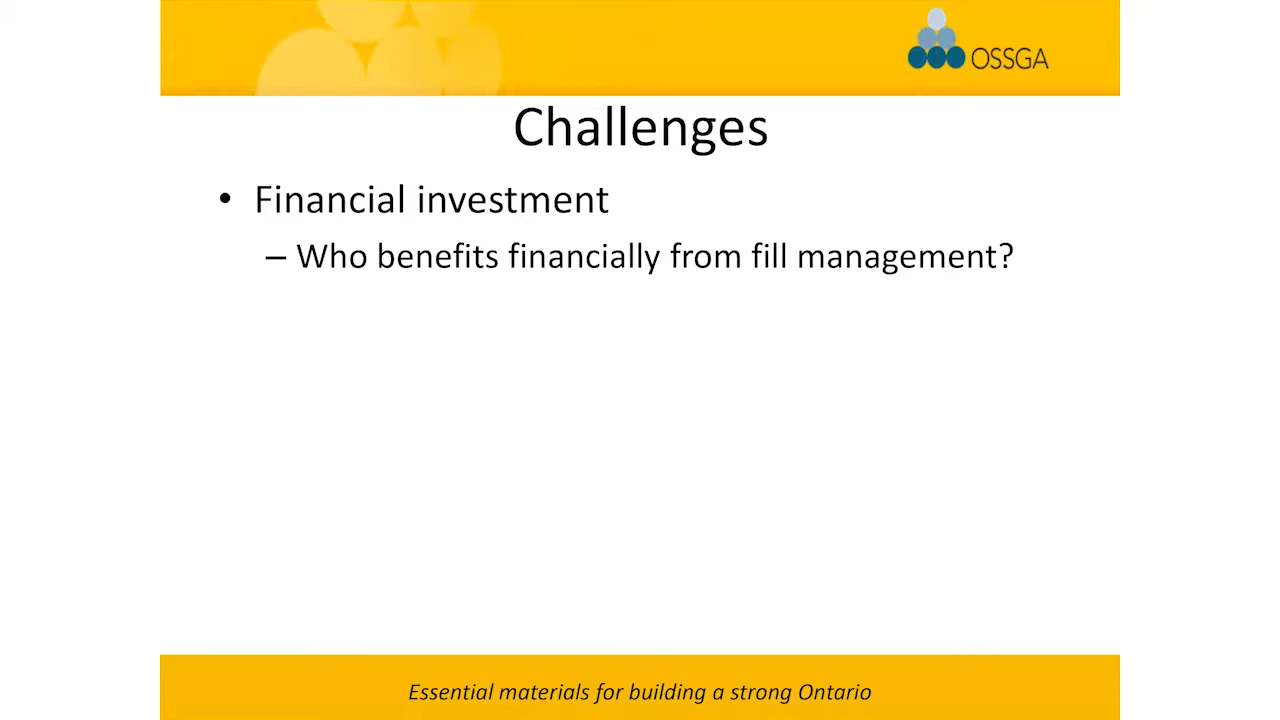 OSSGA
Challenges
• Financial investment
– Who benefits financially from fill management?
Essential materials for building a strong Ontario